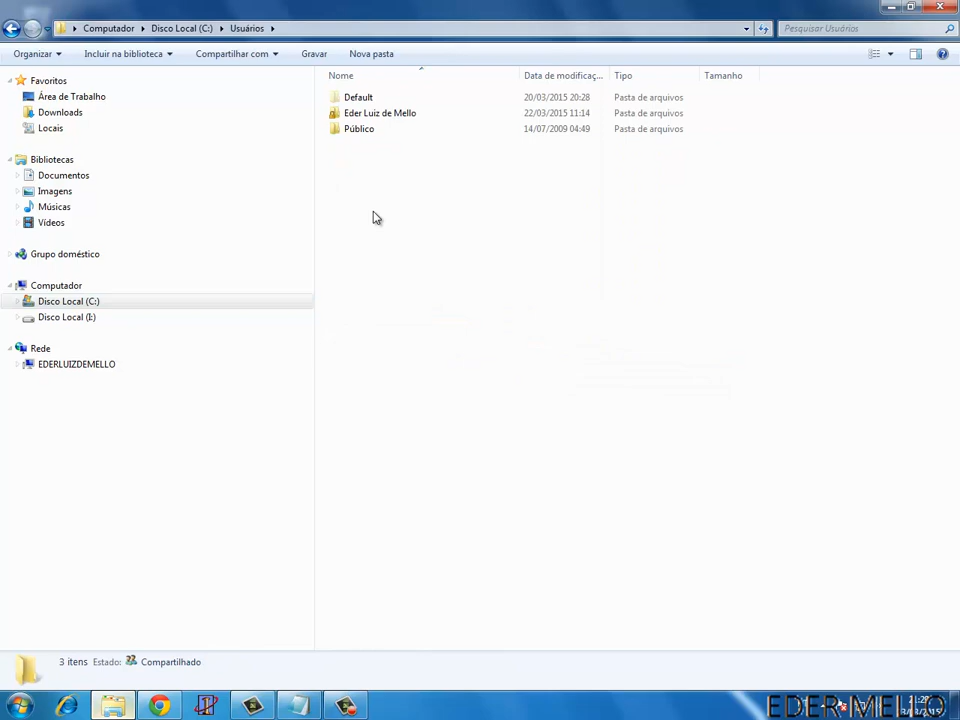 Computador ▸ Disco Local (C:) ▸ Usuários ▸
Pesquisar Usuários
Organizar Incluir na biblioteca Compartilhar com Gravar Nova pasta
Favoritos
Área de Trabalho
Downloads
Locais
Bibliotecas
Documentos
Imagens
Músicas
Vídeos
Grupo doméstico
Computador
Disco Local (C:)
Disco Local (I:)
Rede
EDERLUIZDEMELLO
Nome Data de modificaç... Tipo Tamanho
Default 20/03/2015 20:28 Pasta de arquivos
Eder Luiz de Mello 22/03/2015 11:14 Pasta de arquivos
Público 14/07/2009 04:49 Pasta de arquivos
3 itens Estado: Compartilhado
EDER MELLO